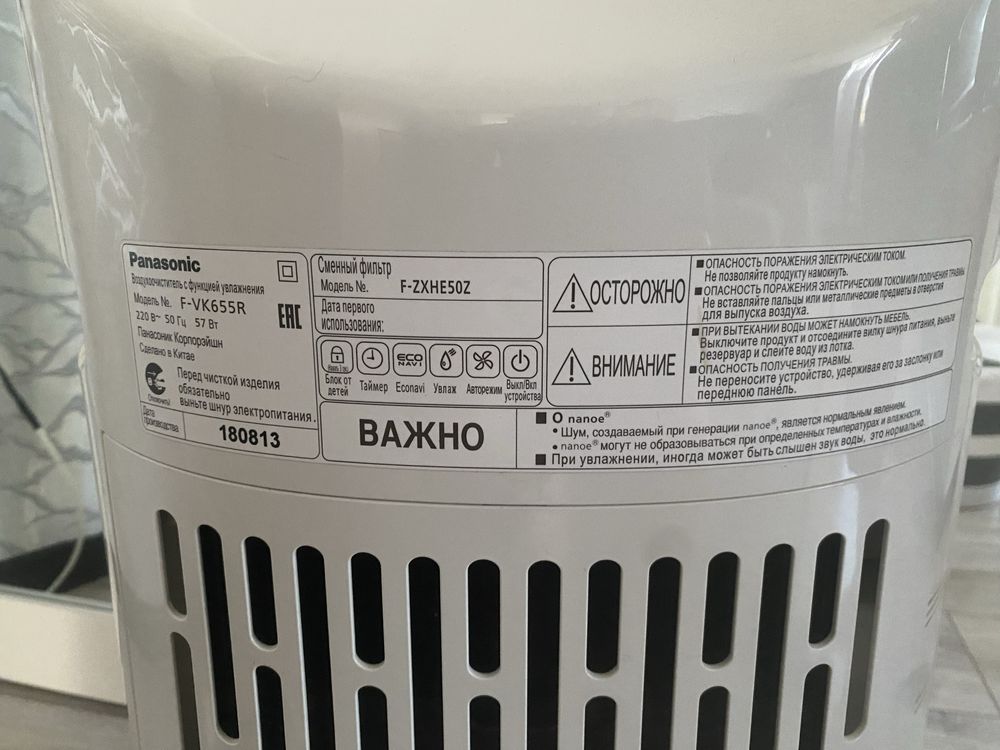 Panasonic
Воздухоочиститель с функцией увлажнения
Модель №. F-VK655R
220 В~ 50 Гц 57 Вт
EAC
Панасоник Корпорэйшн
Сделано в Китае
Перед чисткой изделия
обязательно
выньте шнур электропитания.
Дата
производства
180813
Сменный фильтр
Модель №. F-ZXHE50Z
Дата первого
использования:
ECO
NAVI
Блок от
детей
Таймер
Econavi
Увлаж
Авторежим
Выкл/Вкл
устройства
ОСТОРОЖНО
■ ОПАСНОСТЬ ПОРАЖЕНИЯ ЭЛЕКТРИЧЕСКИМ ТОКОМ.
Не позволяйте продукту намокнуть.
■ ОПАСНОСТЬ ПОРАЖЕНИЯ ЭЛЕКТРИЧЕСКИМ ТОКОМ ИЛИ ПОЛУЧЕНИЯ ТРАВМЫ.
Не вставляйте пальцы или металлические предметы в отверстия
для выпуска воздуха.
ВНИМАНИЕ
■ ПРИ ВЫТЕКАНИИ ВОДЫ МОЖЕТ НАМОКНУТЬ МЕБЕЛЬ.
Выключите продукт и отсоедините вилку шнура питания, выньте
резервуар и слейте воду из лотка.
■ ОПАСНОСТЬ ПОЛУЧЕНИЯ ТРАВМЫ.
Не переносите устройство, удерживая его за заслонку или
переднюю панель.
ВАЖНО
■ О nanoe®
• Шум, создаваемый при генерации nanoe®, является нормальным явлением.
• nanoe® могут не образовываться при определенных температурах и влажности.
■ При увлажнении, иногда может быть слышен звук воды, это нормально.